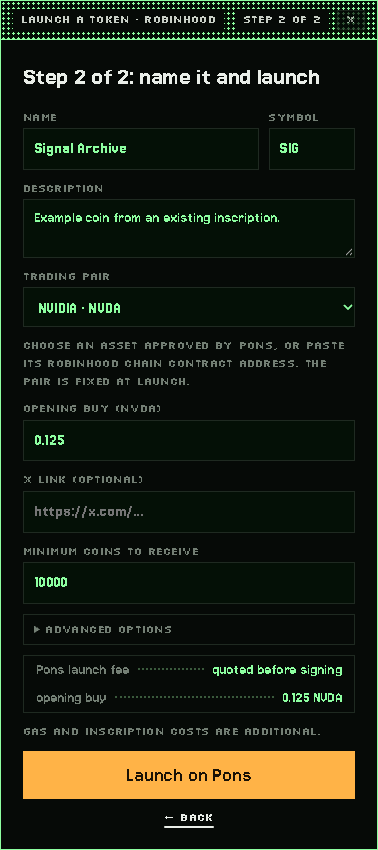 LAUNCH A TOKEN · ROBINHOOD STEP 2 OF 2 X
Step 2 of 2: name it and launch
NAME SYMBOL
Signal Archive SIG
DESCRIPTION
Example coin from an existing inscription.
TRADING PAIR
NVIDIA · NVDA
CHOOSE AN ASSET APPROVED BY PONS, OR PASTE
ITS ROBINHOOD CHAIN CONTRACT ADDRESS. THE
PAIR IS FIXED AT LAUNCH.
OPENING BUY (NVDA)
0.125
X LINK (OPTIONAL)
https://x.com/...
MINIMUM COINS TO RECEIVE
10000
▶ ADVANCED OPTIONS
Pons launch fee quoted before signing
opening buy 0.125 NVDA
GAS AND INSCRIPTION COSTS ARE ADDITIONAL.
Launch on Pons
← BACK